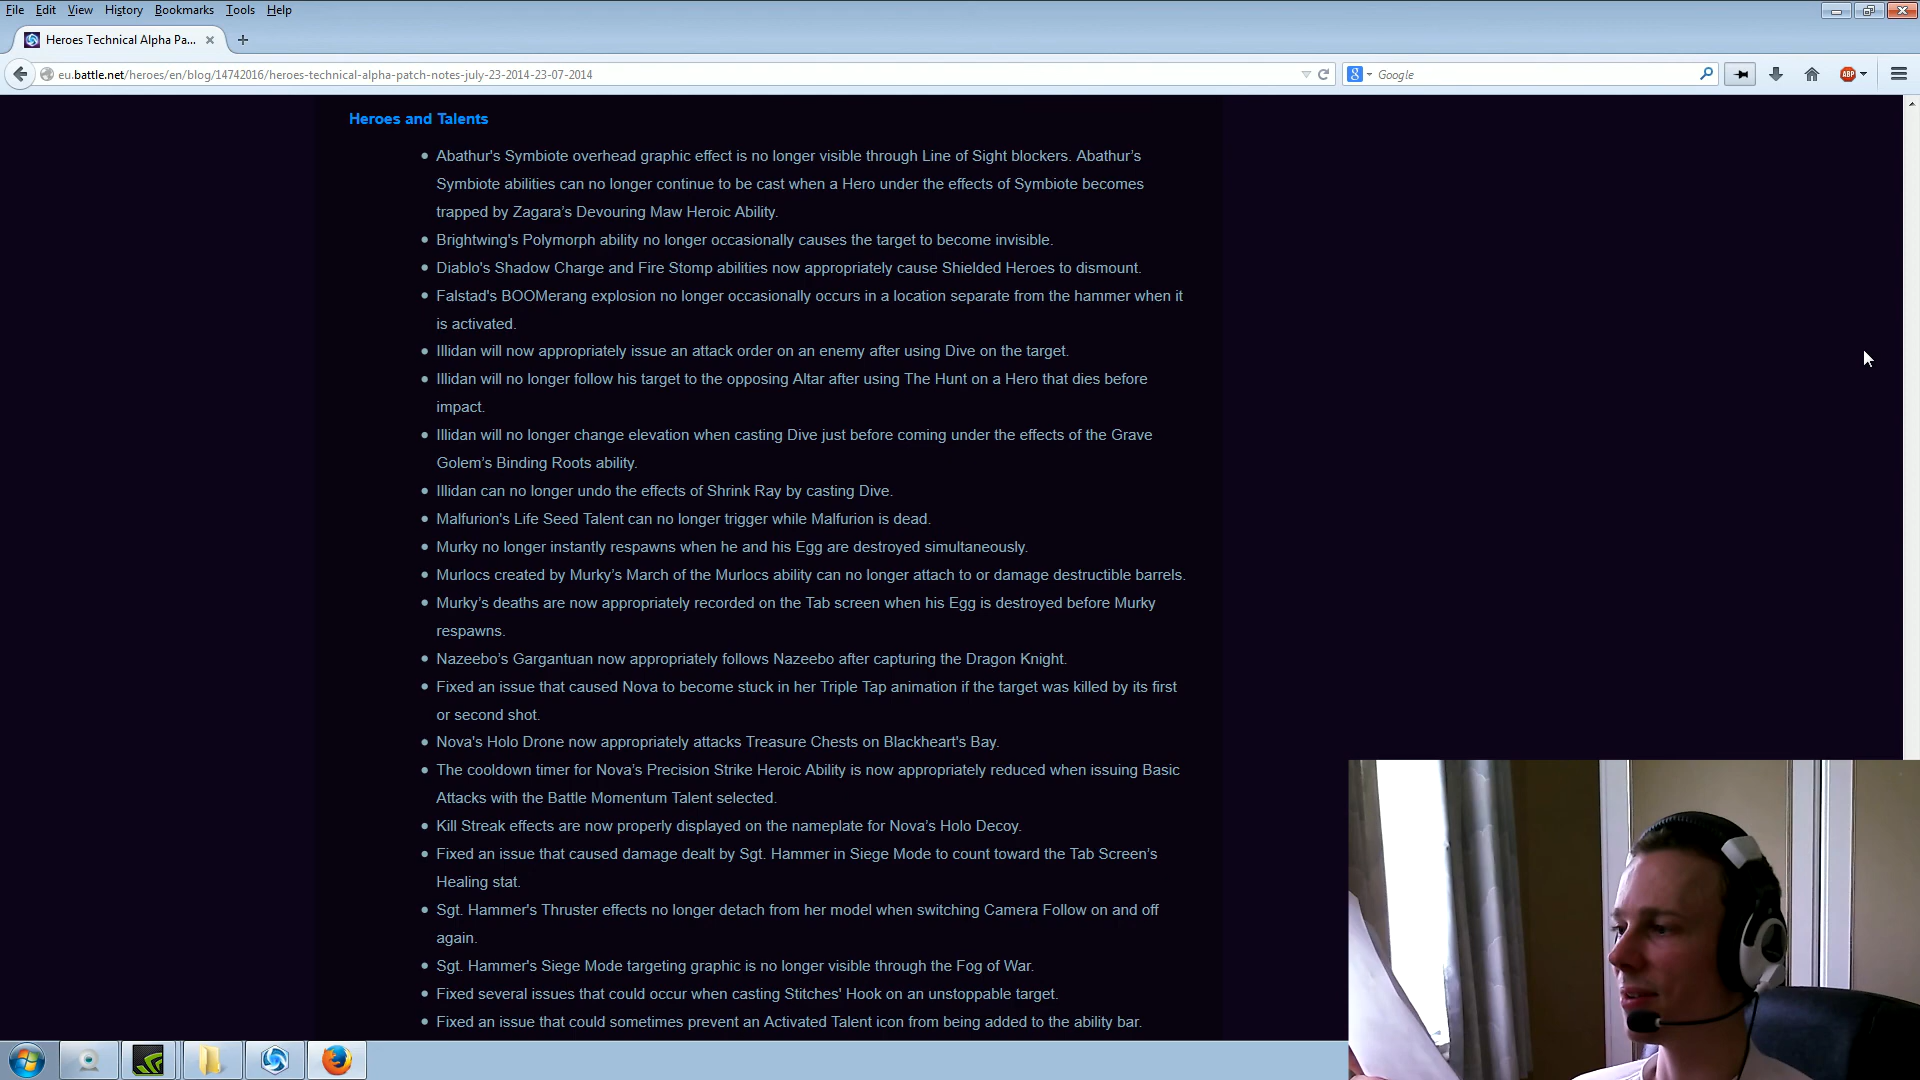 File Edit View History Bookmarks Tools Help
Heroes Technical Alpha Pa...
eu.battle.net/heroes/en/blog/14742016/heroes-technical-alpha-patch-notes-july-23-2014-23-07-2014
Google
ABP
Heroes and Talents
Abathur's Symbiote overhead graphic effect is no longer visible through Line of Sight blockers. Abathur’s
Symbiote abilities can no longer continue to be cast when a Hero under the effects of Symbiote becomes
trapped by Zagara’s Devouring Maw Heroic Ability.
Brightwing's Polymorph ability no longer occasionally causes the target to become invisible.
Diablo's Shadow Charge and Fire Stomp abilities now appropriately cause Shielded Heroes to dismount.
Falstad's BOOMerang explosion no longer occasionally occurs in a location separate from the hammer when it
is activated.
Illidan will now appropriately issue an attack order on an enemy after using Dive on the target.
Illidan will no longer follow his target to the opposing Altar after using The Hunt on a Hero that dies before
impact.
Illidan will no longer change elevation when casting Dive just before coming under the effects of the Grave
Golem’s Binding Roots ability.
Illidan can no longer undo the effects of Shrink Ray by casting Dive.
Malfurion's Life Seed Talent can no longer trigger while Malfurion is dead.
Murky no longer instantly respawns when he and his Egg are destroyed simultaneously.
Murlocs created by Murky’s March of the Murlocs ability can no longer attach to or damage destructible barrels.
Murky’s deaths are now appropriately recorded on the Tab screen when his Egg is destroyed before Murky
respawns.
Nazeebo’s Gargantuan now appropriately follows Nazeebo after capturing the Dragon Knight.
Fixed an issue that caused Nova to become stuck in her Triple Tap animation if the target was killed by its first
or second shot.
Nova's Holo Drone now appropriately attacks Treasure Chests on Blackheart's Bay.
The cooldown timer for Nova’s Precision Strike Heroic Ability is now appropriately reduced when issuing Basic
Attacks with the Battle Momentum Talent selected.
Kill Streak effects are now properly displayed on the nameplate for Nova’s Holo Decoy.
Fixed an issue that caused damage dealt by Sgt. Hammer in Siege Mode to count toward the Tab Screen’s
Healing stat.
Sgt. Hammer's Thruster effects no longer detach from her model when switching Camera Follow on and off
again.
Sgt. Hammer's Siege Mode targeting graphic is no longer visible through the Fog of War.
Fixed several issues that could occur when casting Stitches' Hook on an unstoppable target.
Fixed an issue that could sometimes prevent an Activated Talent icon from being added to the ability bar.